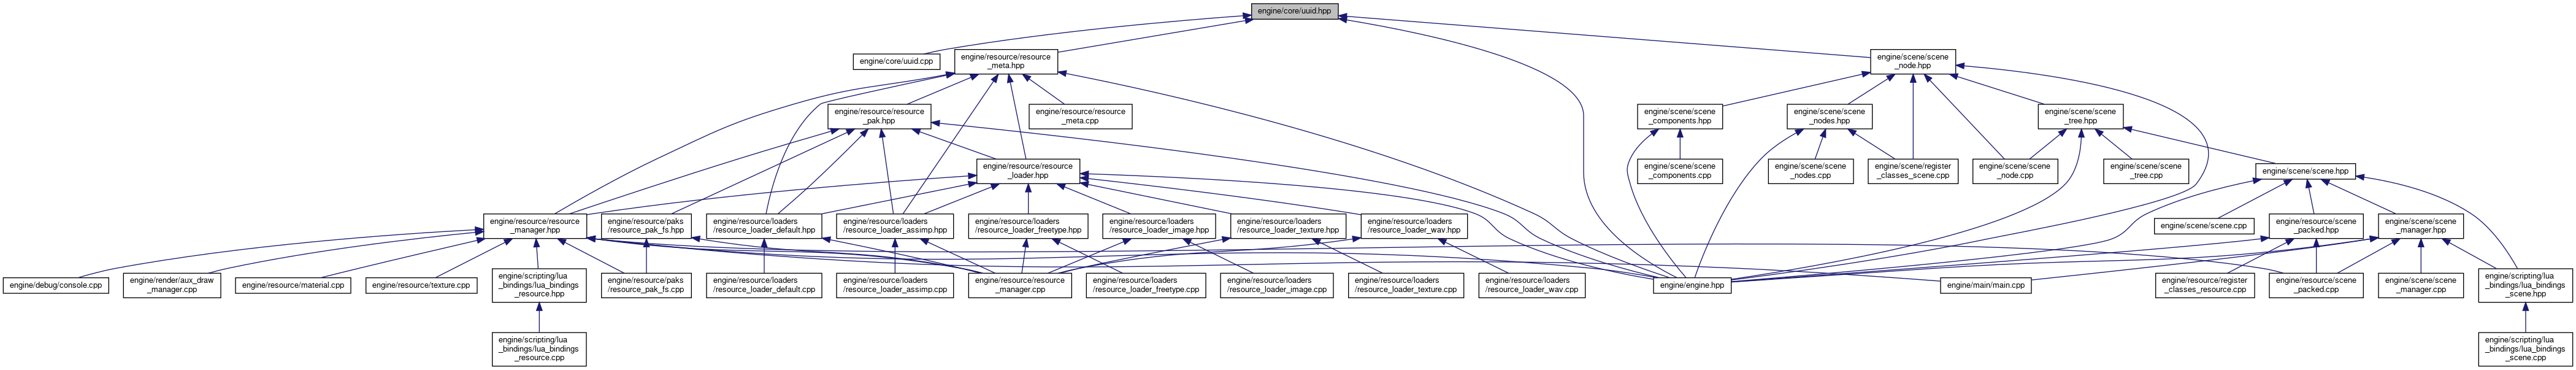 engine/core/uuid.hpp
engine/core/uuid.cpp
engine/resource/resource
_meta.hpp
engine/scene/scene
_node.hpp
engine/resource/resource
_pak.hpp
engine/resource/resource
_meta.cpp
engine/scene/scene
_components.hpp
engine/scene/scene
_nodes.hpp
engine/scene/scene
_tree.hpp
engine/resource/resource
_loader.hpp
engine/scene/scene
_components.cpp
engine/scene/scene
_nodes.cpp
engine/scene/register
_classes_scene.cpp
engine/scene/scene
_node.cpp
engine/scene/scene
_tree.cpp
engine/scene/scene.hpp
engine/resource/resource
_manager.hpp
engine/resource/paks
/resource_pak_fs.hpp
engine/resource/loaders
/resource_loader_default.hpp
engine/resource/loaders
/resource_loader_assimp.hpp
engine/resource/loaders
/resource_loader_freetype.hpp
engine/resource/loaders
/resource_loader_image.hpp
engine/resource/loaders
/resource_loader_texture.hpp
engine/resource/loaders
/resource_loader_wav.hpp
engine/scene/scene.cpp
engine/resource/scene
_packed.hpp
engine/scene/scene
_manager.hpp
engine/debug/console.cpp
engine/render/aux_draw
_manager.cpp
engine/resource/material.cpp
engine/resource/texture.cpp
engine/scripting/lua
_bindings/lua_bindings
_resource.hpp
engine/resource/paks
/resource_pak_fs.cpp
engine/resource/loaders
/resource_loader_default.cpp
engine/resource/loaders
/resource_loader_assimp.cpp
engine/resource/resource
_manager.cpp
engine/resource/loaders
/resource_loader_freetype.cpp
engine/resource/loaders
/resource_loader_image.cpp
engine/resource/loaders
/resource_loader_texture.cpp
engine/resource/loaders
/resource_loader_wav.cpp
engine/engine.hpp
engine/main/main.cpp
engine/resource/register
_classes_resource.cpp
engine/resource/scene
_packed.cpp
engine/scene/scene
_manager.cpp
engine/scripting/lua
_bindings/lua_bindings
_scene.hpp
engine/scripting/lua
_bindings/lua_bindings
_resource.cpp
engine/scripting/lua
_bindings/lua_bindings
_scene.cpp